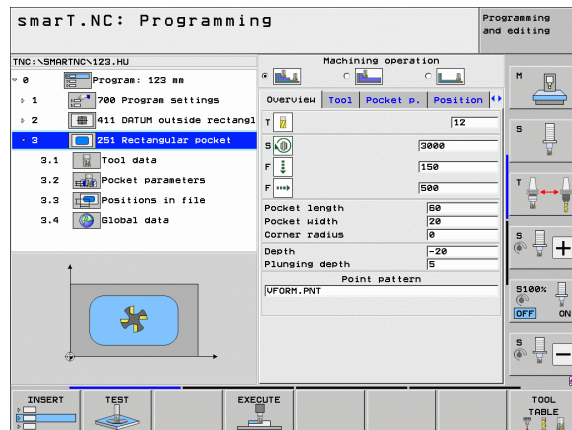 smarT.NC: Programming
Programming
and editing
TNC:\SMARTNC\123.HU
0 Program: 123 mm
1 700 Program settings
2 411 DATUM outside rectangl
3 251 Rectangular pocket
3.1 Tool data
3.2 Pocket parameters
3.3 Positions in file
3.4 Global data
Machining operation
Overview Tool Pocket p. Position
T 12
S 3000
F 150
F 500
Pocket length 60
Pocket width 20
Corner radius 0
Depth -20
Plunging depth 5
Point pattern
VFORM.PNT
M
S
T
S
S100%
OFF ON
S
INSERT
TEST
EXECUTE
TOOL
TABLE